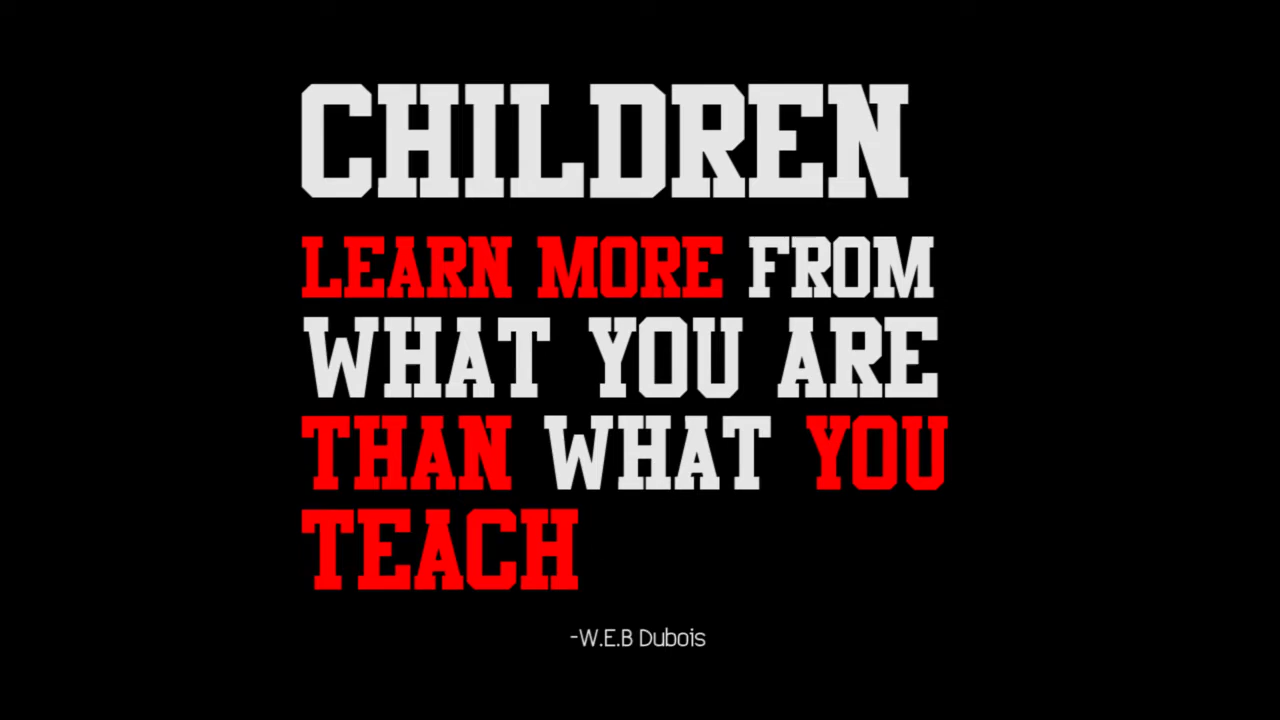 CHILDREN
LEARN MORE FROM
WHAT YOU ARE
THAN WHAT YOU
TEACH
-W.E.B Dubois